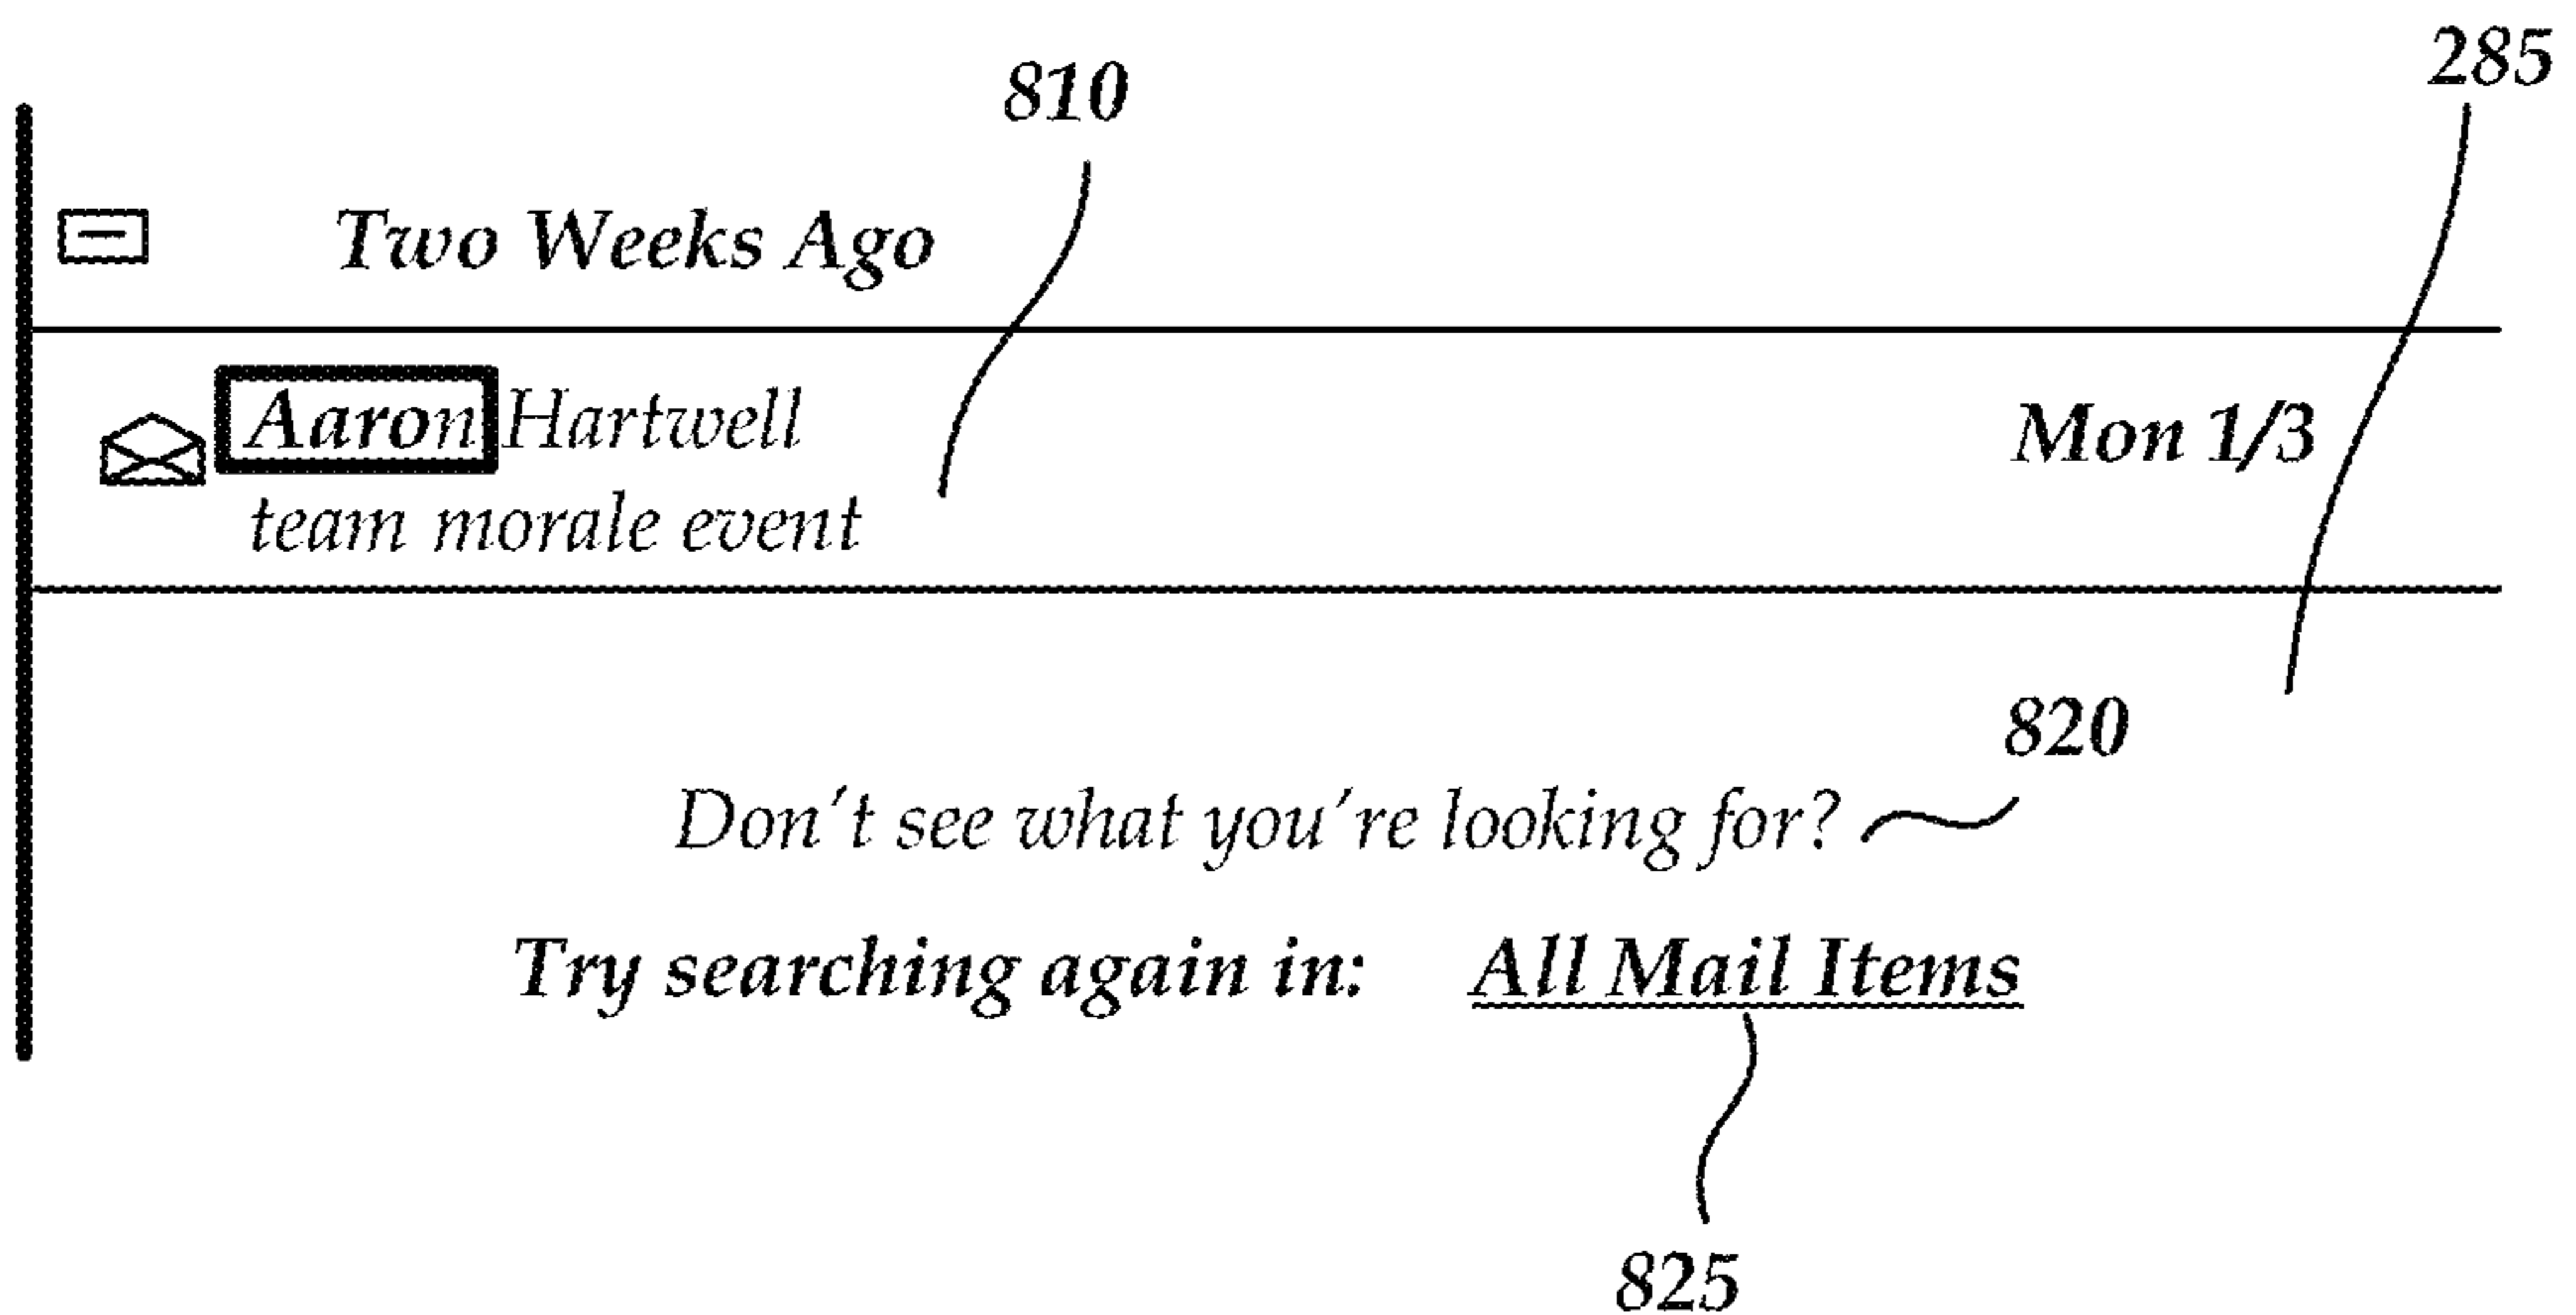 285
810
Two Weeks Ago
Aaron Hartwell
Mon 1/3
team morale event
820
Don't see what you're looking for?
Try searching again in: All Mail Items
825